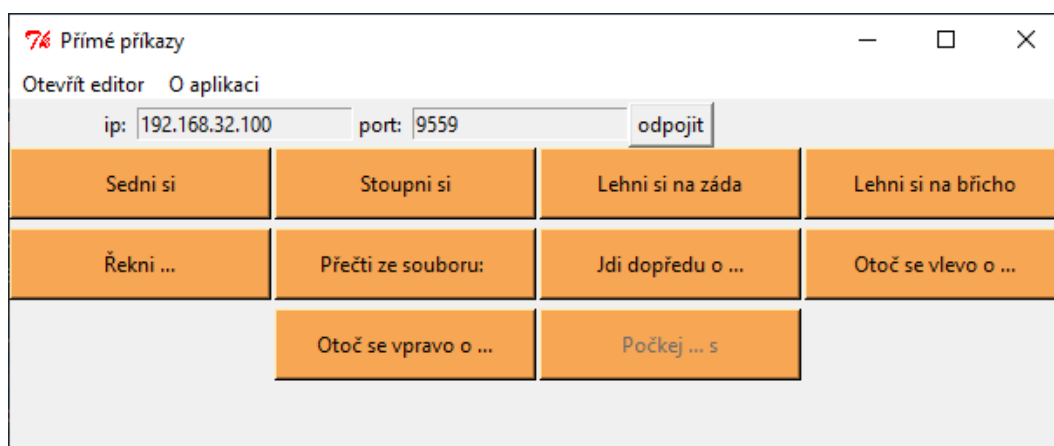 Přímé příkazy
Otevřít editor O aplikaci
ip: 192.168.32.100 port: 9559 odpojit
Sedni si Stoupni si Lehni si na záda Lehni si na břicho
Řekni ... Přečti ze souboru: Jdi dopředu o ... Otoč se vlevo o ...
Otoč se vpravo o ... Počkej ... s